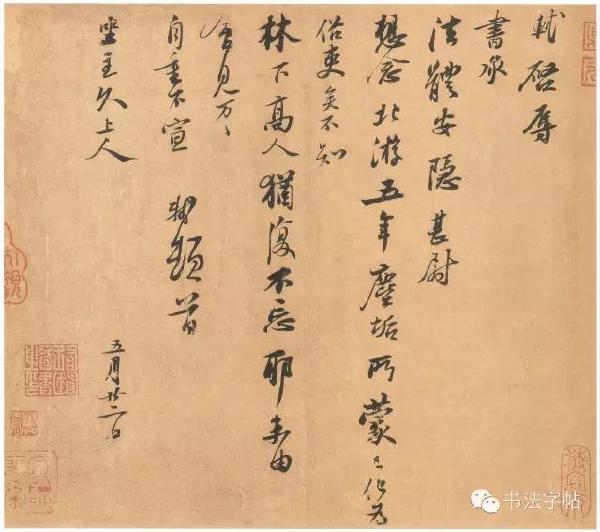 軾啓辱
書承
法體安隱甚尉
想念北游五年塵垢所蒙已化為
俗吏矣不知
林下高人猶復不忘耶未由
會見万〻
自重不宣 軾頓首
坐主久上人
五月廿二日
书法字帖